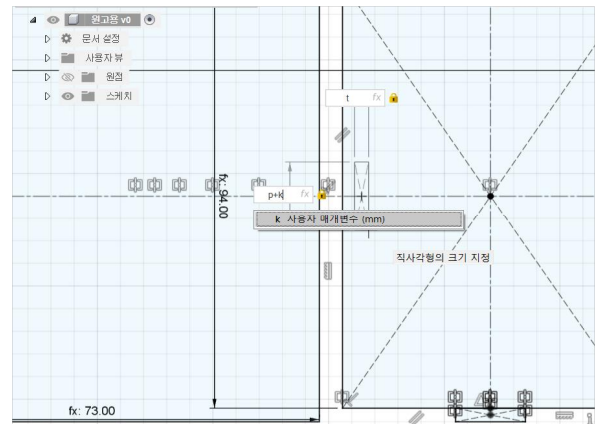 원고용 v0
문서 설정
사용자 뷰
원점
스케치
t fx
fx: 94.00
p+k fx
k 사용자 매개변수 (mm)
직사각형의 크기 지정
fx: 73.00